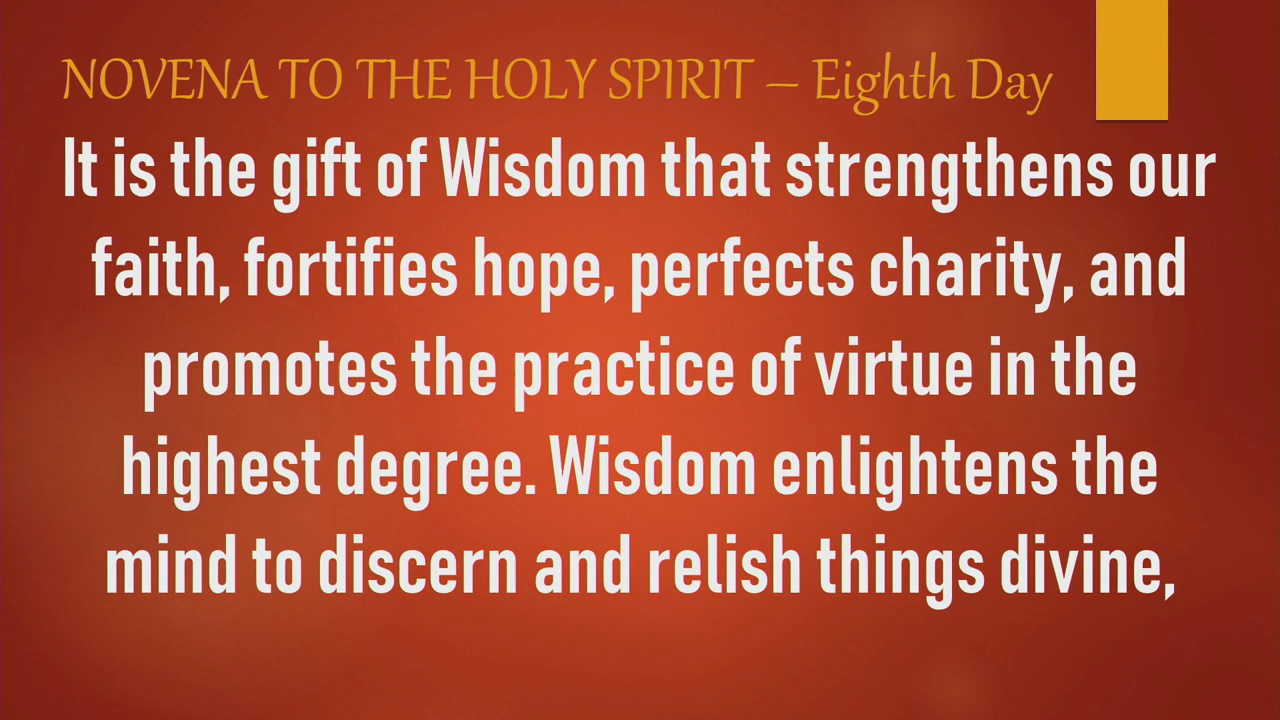 NOVENA TO THE HOLY SPIRIT – Eighth Day
It is the gift of Wisdom that strengthens our
faith, fortifies hope, perfects charity, and
promotes the practice of virtue in the
highest degree. Wisdom enlightens the
mind to discern and relish things divine,